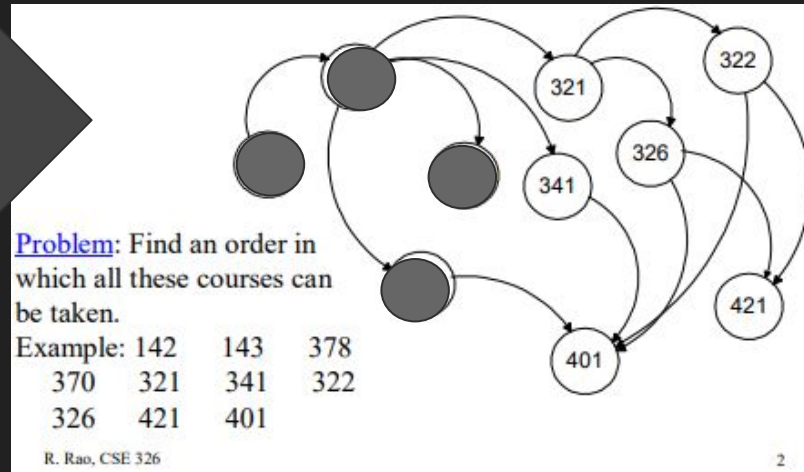 322
321
326
341
Problem: Find an order in
which all these courses can
be taken.
421
Example: 142 143 378
401
370 321 341 322
326 421 401
R. Rao, CSE 326
2